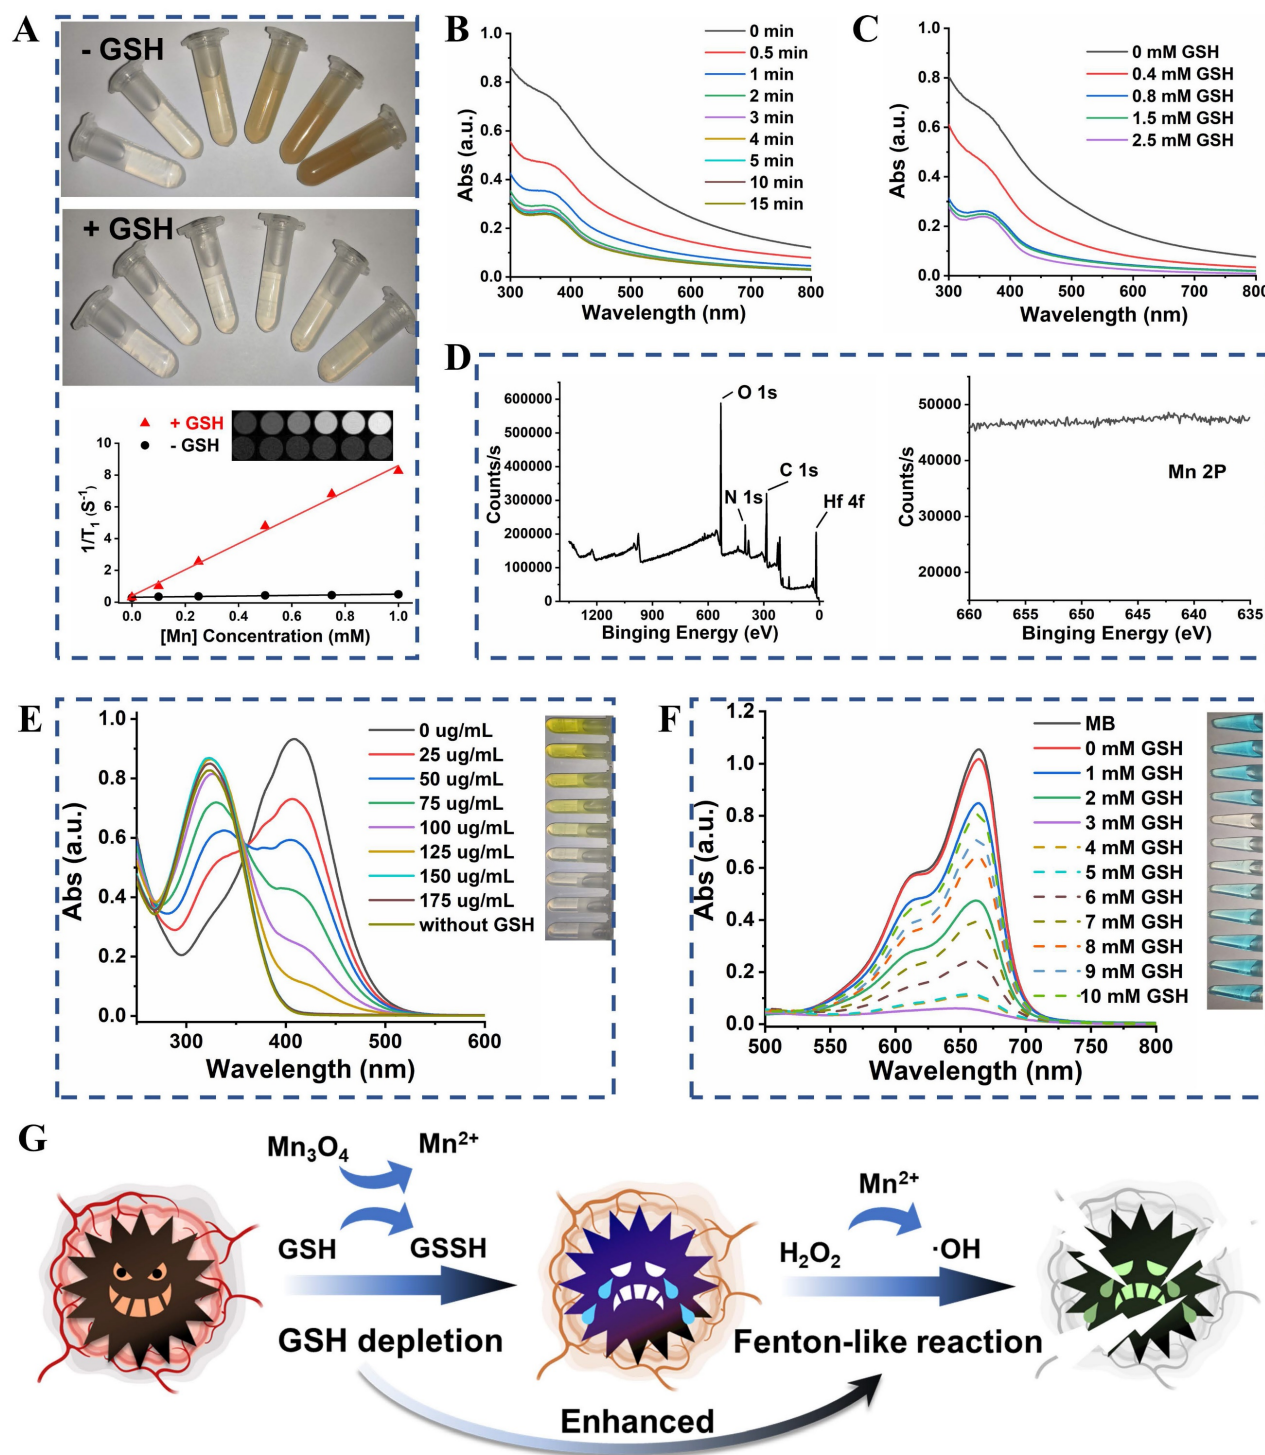 A
- GSH
+ GSH
+ GSH
- GSH
1/T1 (S-1)
10
8
6
4
2
0
0.0 0.2 0.4 0.6 0.8 1.0
[Mn] Concentration (mM)
B
Abs (a.u.)
1.0
0.8
0.6
0.4
0.2
0.0
300 400 500 600 700 800
Wavelength (nm)
0 min
0.5 min
1 min
2 min
3 min
4 min
5 min
10 min
15 min
C
Abs (a.u.)
1.0
0.8
0.6
0.4
0.2
0.0
300 400 500 600 700 800
Wavelength (nm)
0 mM GSH
0.4 mM GSH
0.8 mM GSH
1.5 mM GSH
2.5 mM GSH
D
Counts/s
600000
500000
400000
300000
200000
100000
0
1200 900 600 300 0
Binging Energy (eV)
O 1s
C 1s
N 1s
Hf 4f
Counts/s
50000
40000
30000
20000
660 655 650 645 640 635
Binging Energy (eV)
Mn 2P
E
Abs (a.u.)
1.0
0.8
0.6
0.4
0.2
0.0
300 400 500 600
Wavelength (nm)
0 ug/mL
25 ug/mL
50 ug/mL
75 ug/mL
100 ug/mL
125 ug/mL
150 ug/mL
175 ug/mL
without GSH
F
Abs (a.u.)
1.2
1.0
0.8
0.6
0.4
0.2
0.0
500 550 600 650 700 750 800
Wavelength (nm)
MB
0 mM GSH
1 mM GSH
2 mM GSH
3 mM GSH
4 mM GSH
5 mM GSH
6 mM GSH
7 mM GSH
8 mM GSH
9 mM GSH
10 mM GSH
G
Mn3O4 Mn2+
GSH GSSH
GSH depletion
Mn2+
H2O2 ·OH
Fenton-like reaction
Enhanced